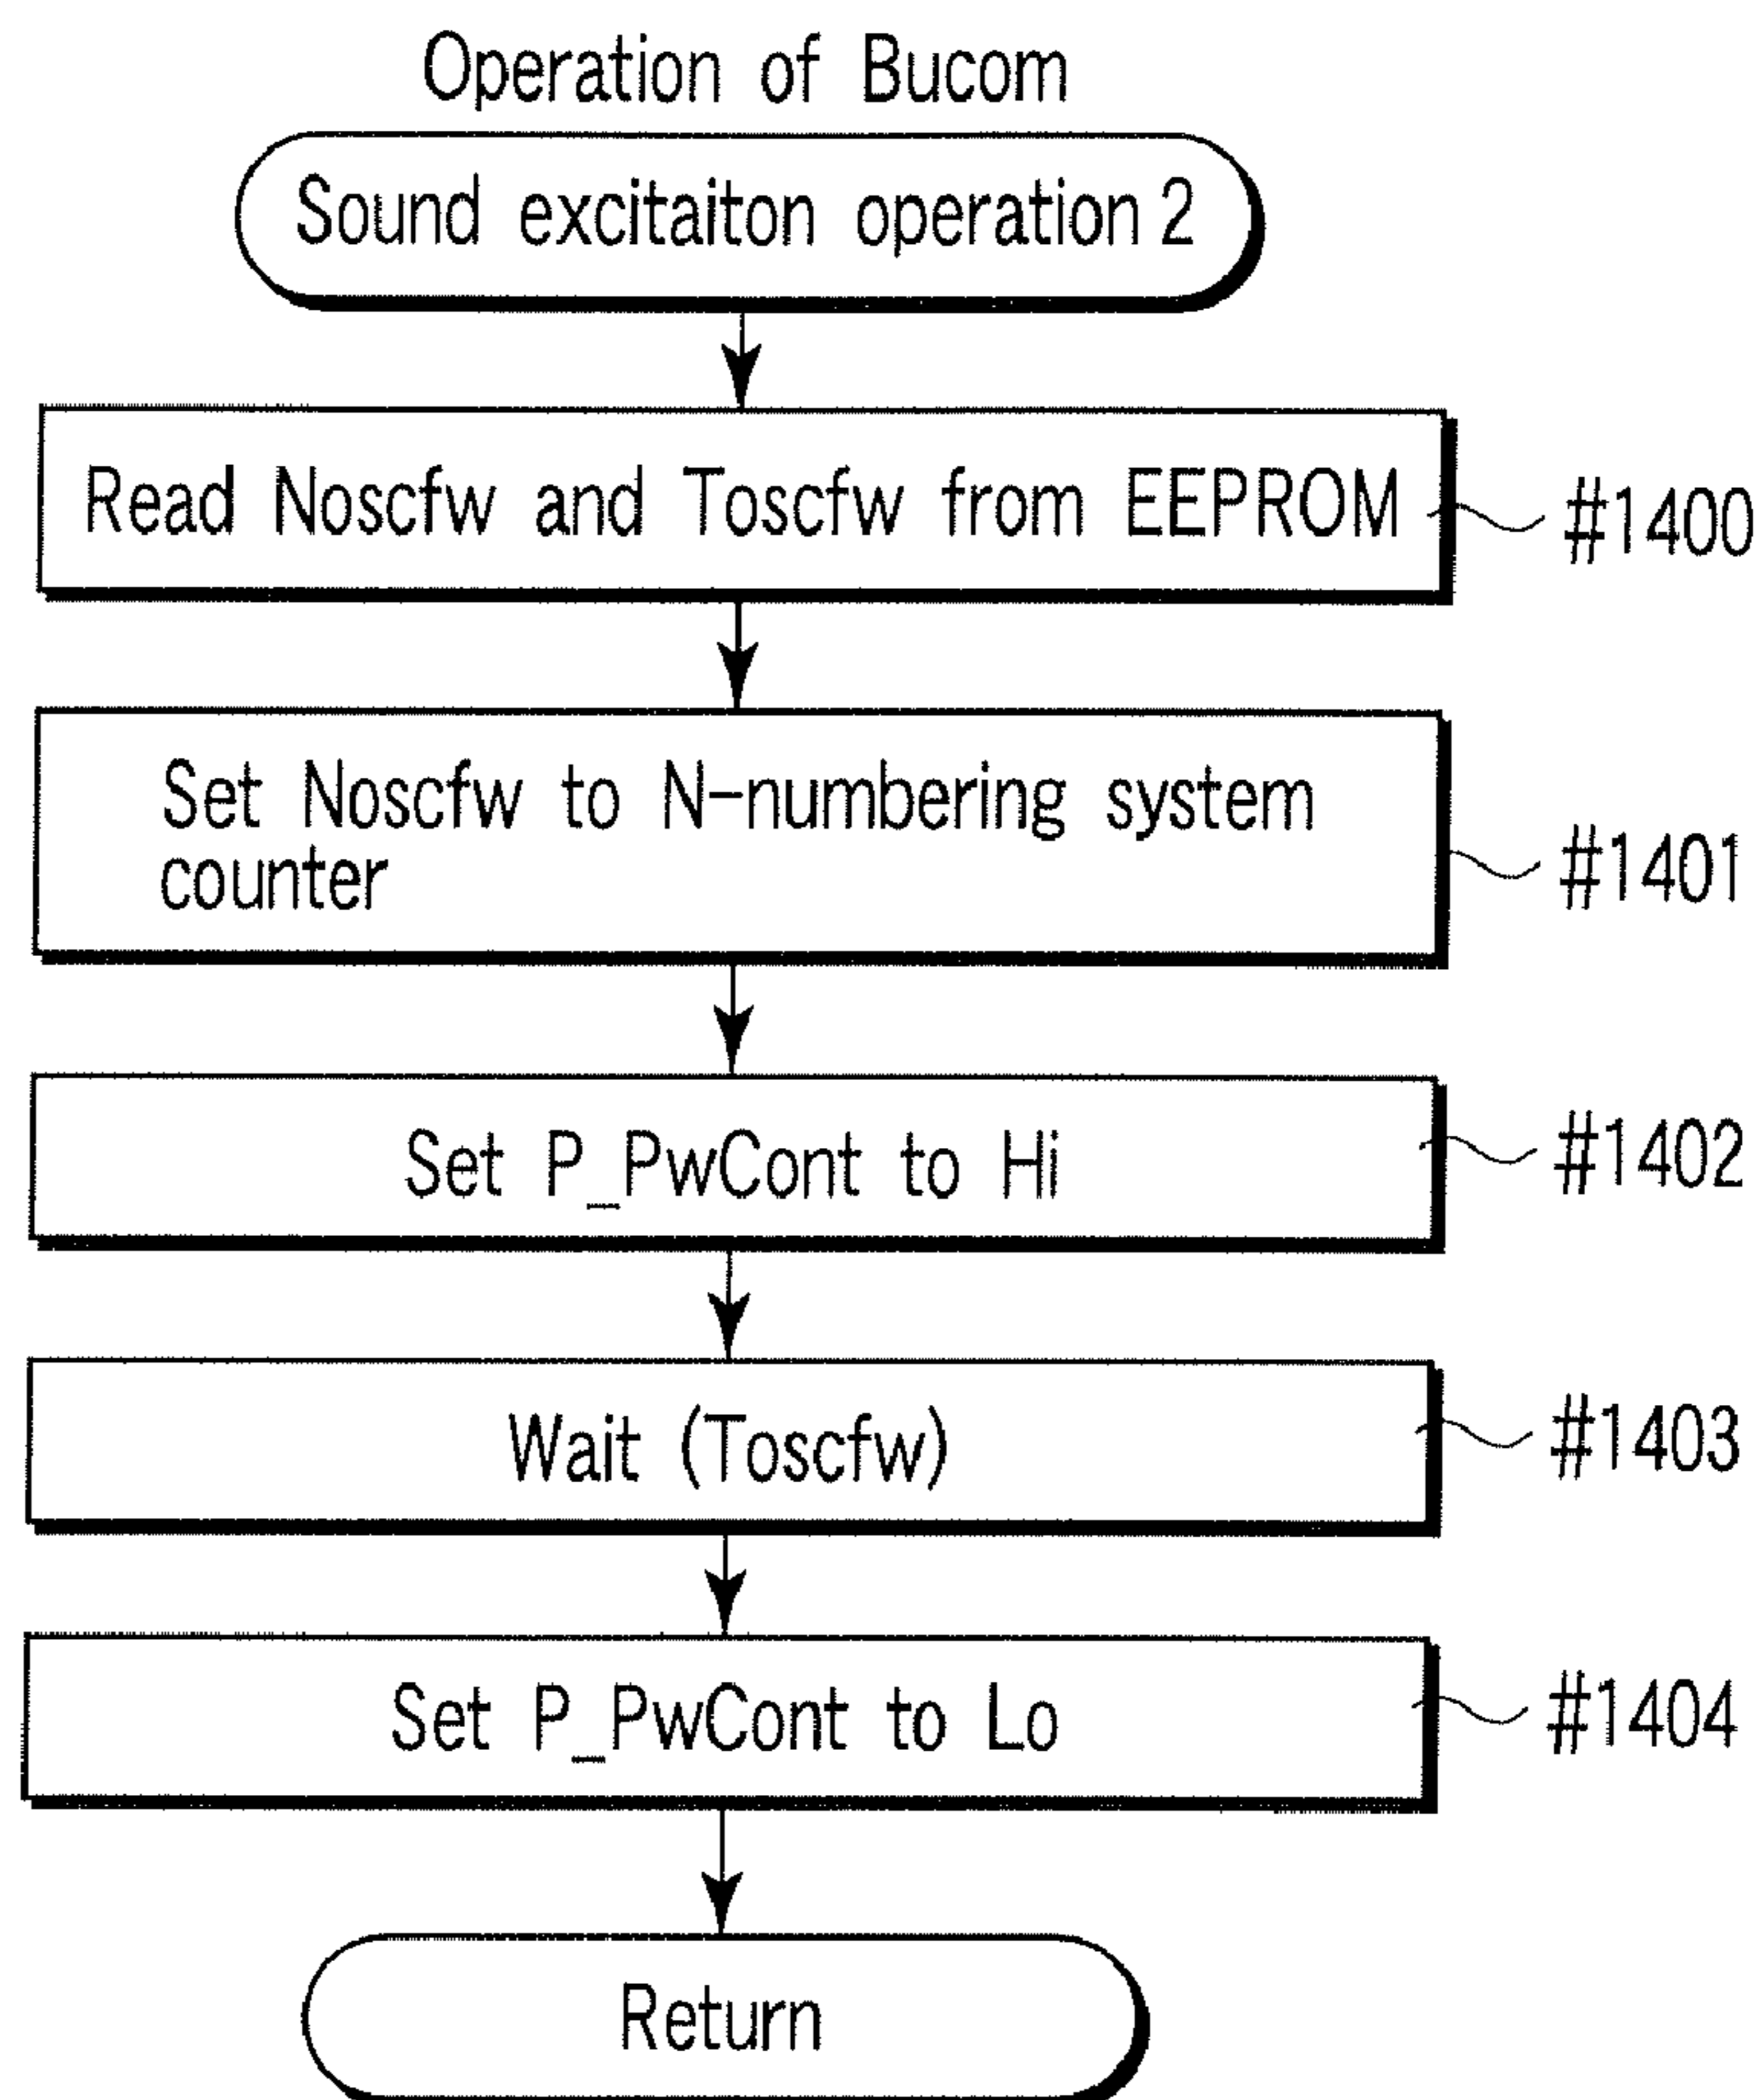 Operation of Bucom
Sound excitaiton operation 2
Read Noscfw and Toscfw from EEPROM
#1400
Set Noscfw to N-numbering system
counter
#1401
Set P_PwCont to Hi
#1402
Wait (Toscfw)
#1403
Set P_PwCont to Lo
#1404
Return